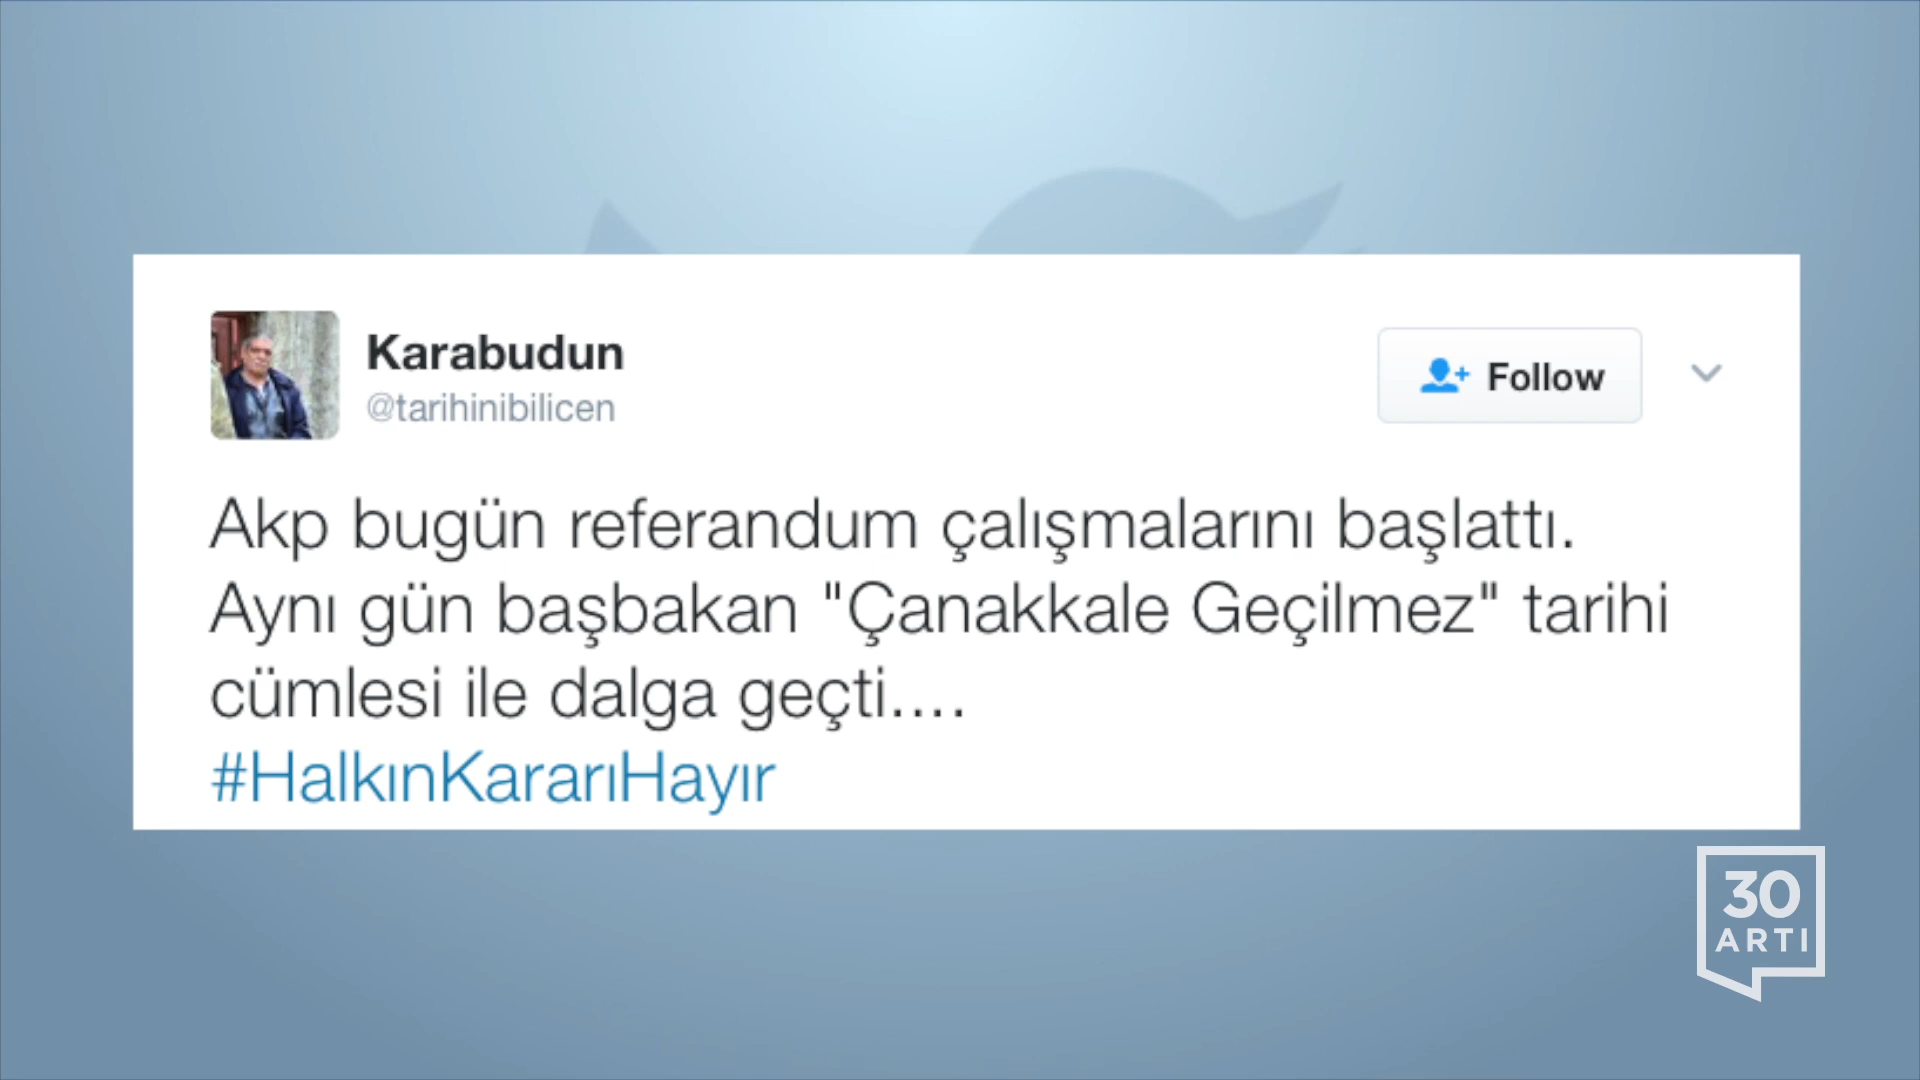 Karabudun
@tarihinibilicen
Follow
Akp bugün referandum çalışmalarını başlattı.
Aynı gün başbakan "Çanakkale Geçilmez" tarihi
cümlesi ile dalga geçti....
#HalkınKararıHayır
30
ARTI